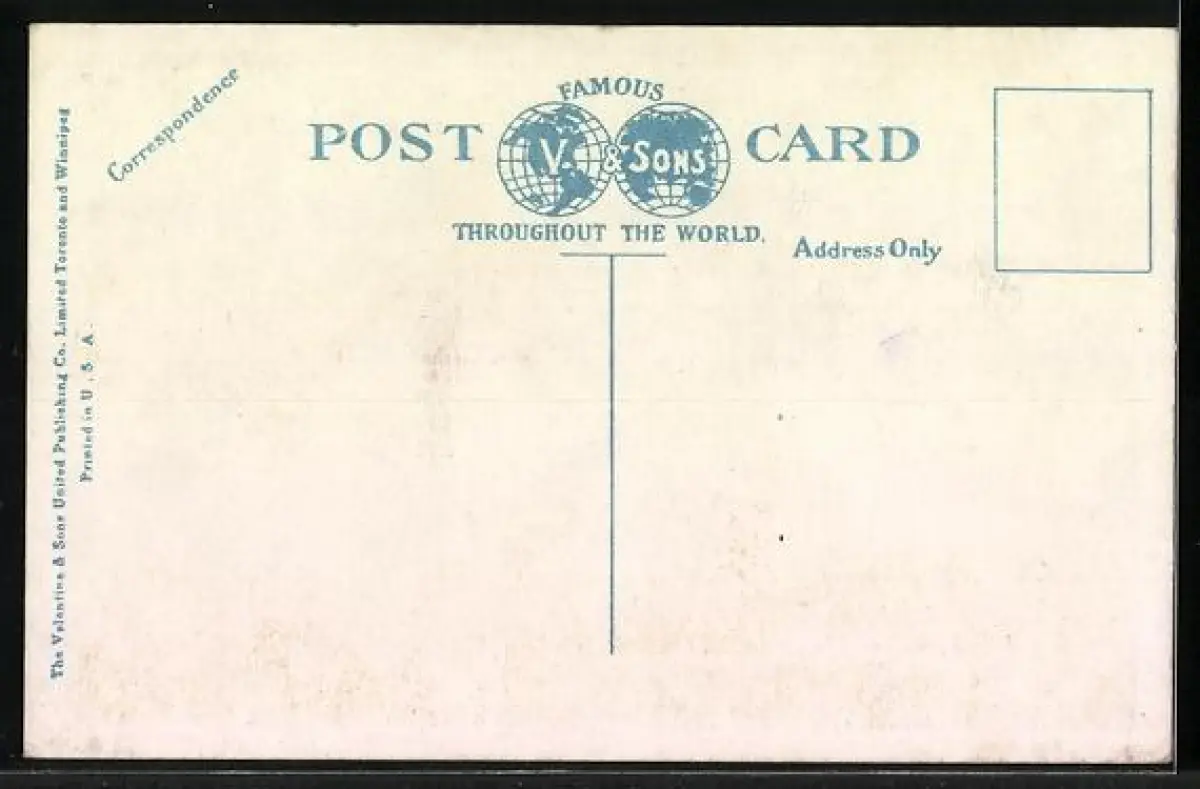 FAMOUS
POST V. & SONS. CARD
THROUGHOUT THE WORLD.
Correspondence
Address Only
The Valentine & Sons United Publishing Co. Limited Toronto and Winnipeg
Printed in U.S A.